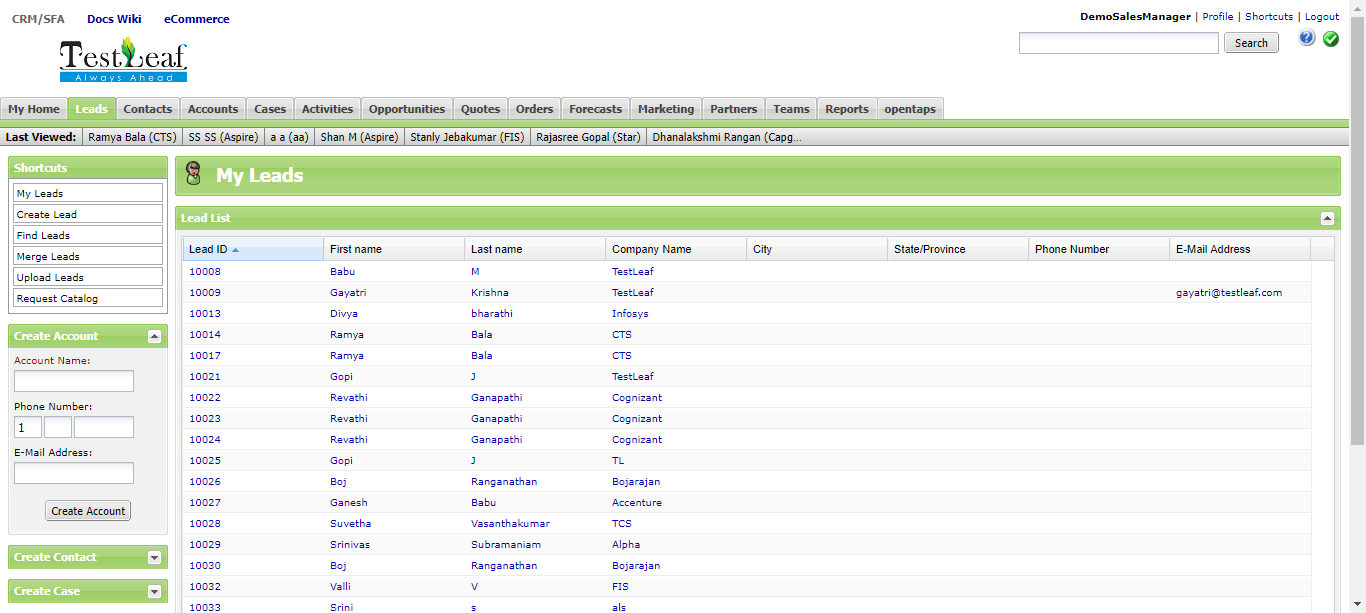 CRM/SFA Docs Wiki eCommerce
DemoSalesManager | Profile | Shortcuts | Logout
TestLeaf
Always Ahead
Search
My Home Leads Contacts Accounts Cases Activities Opportunities Quotes Orders Forecasts Marketing Partners Teams Reports opentaps
Last Viewed: Ramya Bala (CTS) SS SS (Aspire) a a (aa) Shan M (Aspire) Stanly Jebakumar (FIS) Rajasree Gopal (Star) Dhanalakshmi Rangan (Capg...
Shortcuts
My Leads
Create Lead
Find Leads
Merge Leads
Upload Leads
Request Catalog
Create Account
Account Name:
Phone Number:
1
E-Mail Address:
Create Account
Create Contact
Create Case
My Leads
Lead List
Lead ID First name Last name Company Name City State/Province Phone Number E-Mail Address
10008 Babu M TestLeaf
10009 Gayatri Krishna TestLeaf gayatri@testleaf.com
10013 Divya bharathi Infosys
10014 Ramya Bala CTS
10017 Ramya Bala CTS
10021 Gopi J TestLeaf
10022 Revathi Ganapathi Cognizant
10023 Revathi Ganapathi Cognizant
10024 Revathi Ganapathi Cognizant
10025 Gopi J TL
10026 Boj Ranganathan Bojarajan
10027 Ganesh Babu Accenture
10028 Suvetha Vasanthakumar TCS
10029 Srinivas Subramaniam Alpha
10030 Boj Ranganathan Bojarajan
10032 Valli V FIS
10033 Srini s als